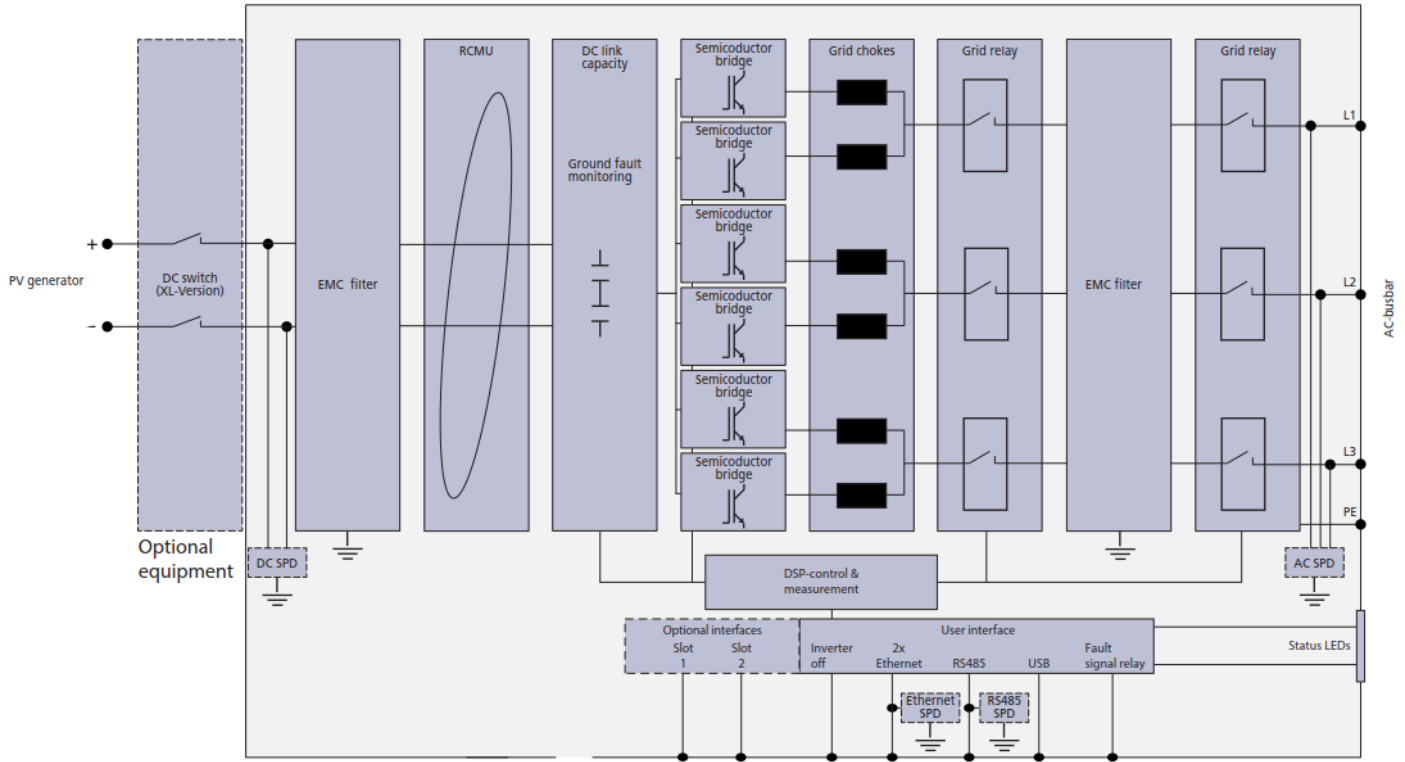 RCMU
DC link
capacity
Semicoductor
bridge
Grid chokes
Grid relay
Grid relay
L1
Semicoductor
bridge
Ground fault
monitoring
Semicoductor
bridge
+
PV generator
DC switch
(XL-Version)
EMC filter
EMC filter
L2
AC-busbar
Semicoductor
bridge
-
Semicoductor
bridge
L3
Semicoductor
bridge
PE
Optional
equipment
DC SPD
AC SPD
DSP-control &
measurement
Optional interfaces
User interface
Slot
1
Slot
2
Inverter
off
2x
Ethernet
RS485
USB
Fault
signal relay
Status LEDs
Ethernet
SPD
RS485
SPD